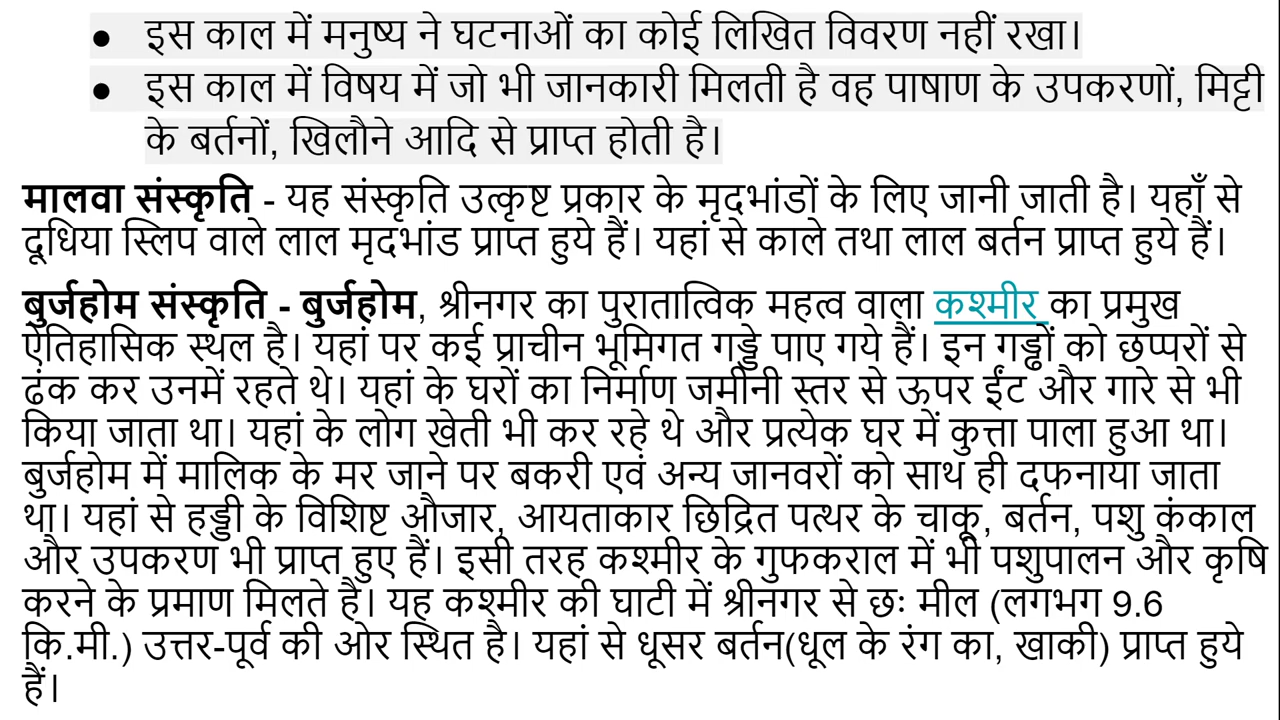 ● इस काल में मनुष्य ने घटनाओं का कोई लिखित विवरण नहीं रखा।
● इस काल में विषय में जो भी जानकारी मिलती है वह पाषाण के उपकरणों, मिट्टी
के बर्तनों, खिलौने आदि से प्राप्त होती है।
मालवा संस्कृति - यह संस्कृति उत्कृष्ट प्रकार के मृदभांडों के लिए जानी जाती है। यहाँ से
दूधिया स्लिप वाले लाल मृदभांड प्राप्त हुये हैं। यहां से काले तथा लाल बर्तन प्राप्त हुये हैं।
बुर्जहोम संस्कृति - बुर्जहोम, श्रीनगर का पुरातात्विक महत्व वाला कश्मीर का प्रमुख
ऐतिहासिक स्थल है। यहां पर कई प्राचीन भूमिगत गड्ढे पाए गये हैं। इन गड्ढों को छप्परों से
ढंक कर उनमें रहते थे। यहां के घरों का निर्माण जमीनी स्तर से ऊपर ईंट और गारे से भी
किया जाता था। यहां के लोग खेती भी कर रहे थे और प्रत्येक घर में कुत्ता पाला हुआ था।
बुर्जहोम में मालिक के मर जाने पर बकरी एवं अन्य जानवरों को साथ ही दफनाया जाता
था। यहां से हड्डी के विशिष्ट औजार, आयताकार छिद्रित पत्थर के चाकू, बर्तन, पशु कंकाल
और उपकरण भी प्राप्त हुए हैं। इसी तरह कश्मीर के गुफकराल में भी पशुपालन और कृषि
करने के प्रमाण मिलते है। यह कश्मीर की घाटी में श्रीनगर से छः मील (लगभग 9.6
कि.मी.) उत्तर-पूर्व की ओर स्थित है। यहां से धूसर बर्तन(धूल के रंग का, खाकी) प्राप्त हुये
हैं।